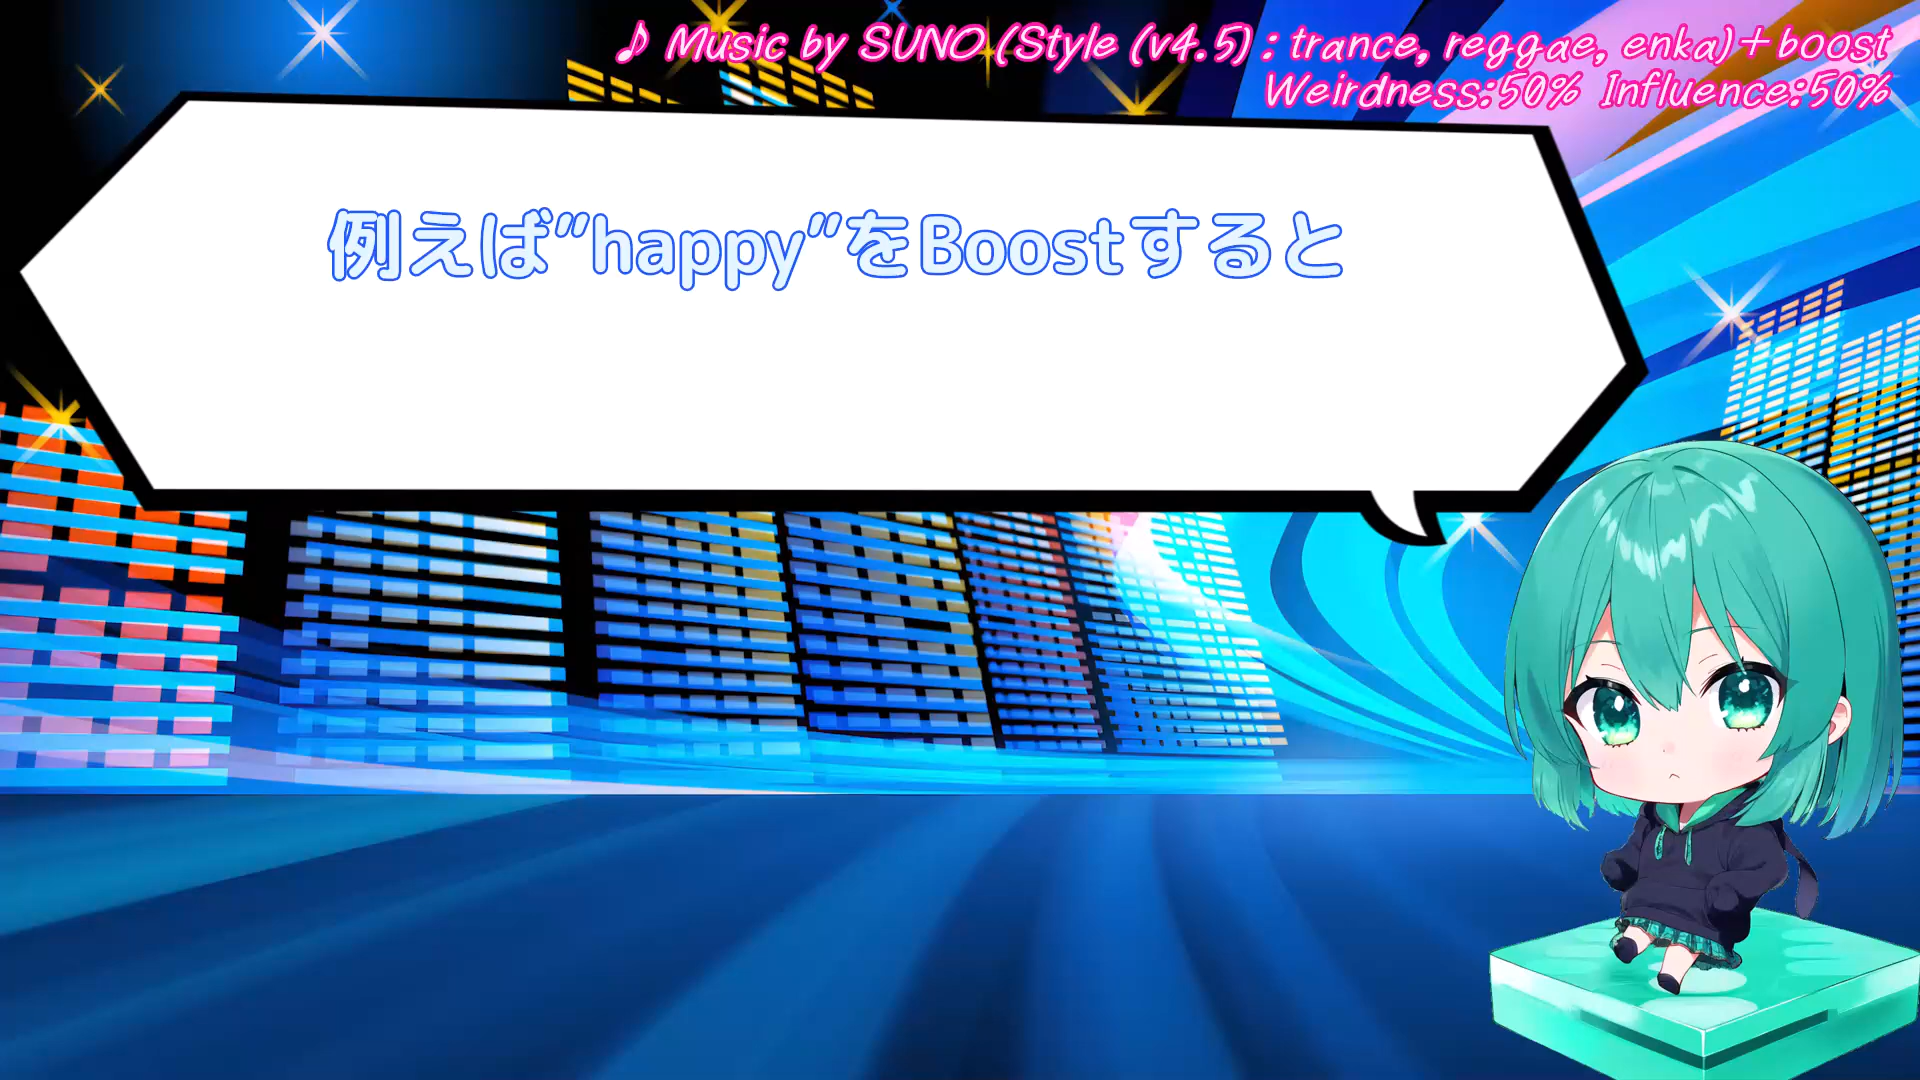 ♪ Music by SUNO (Style (v4.5) : trance, reggae, enka)+boost
Weirdness:50% Influence:50%
例えば”happy”をBoostすると